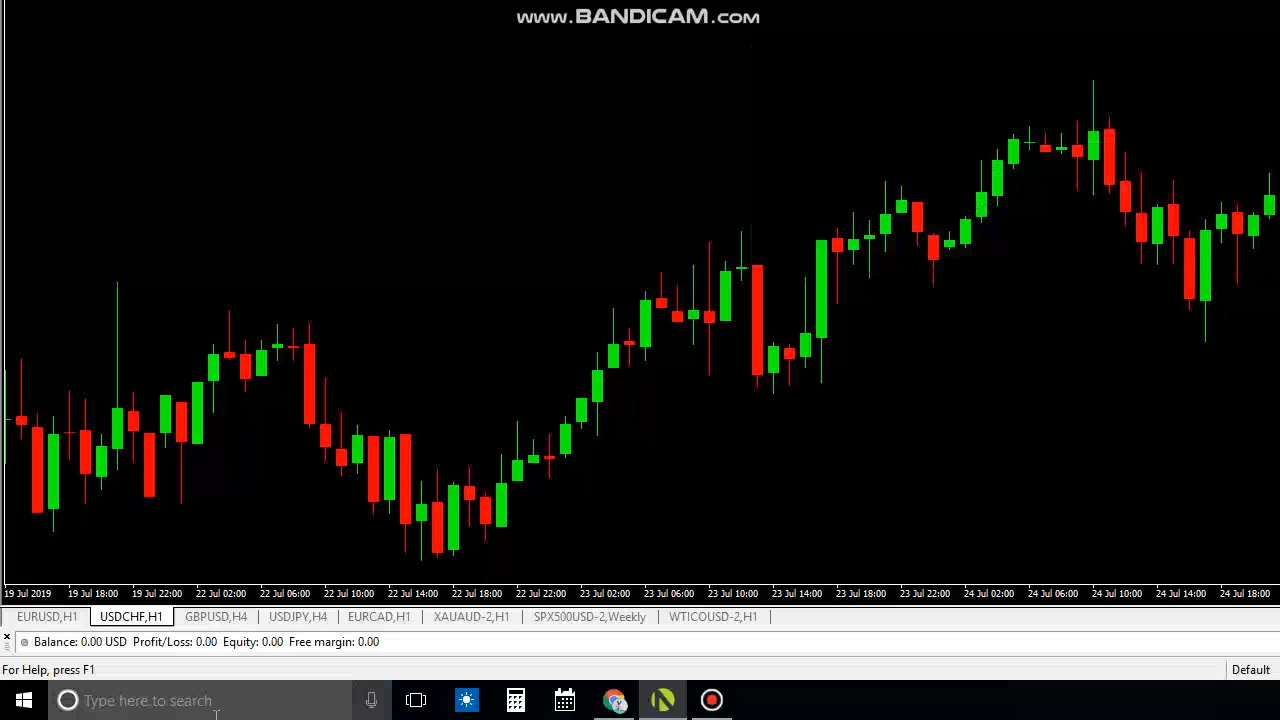 www.BANDICAM.com
19 Jul 2019 19 Jul 18:00 19 Jul 22:00 22 Jul 02:00 22 Jul 06:00 22 Jul 10:00 22 Jul 14:00 22 Jul 18:00 22 Jul 22:00 23 Jul 02:00 23 Jul 06:00 23 Jul 10:00 23 Jul 14:00 23 Jul 18:00 23 Jul 22:00 24 Jul 02:00 24 Jul 06:00 24 Jul 10:00 24 Jul 14:00 24 Jul 18:00
EURUSD,H1 USDCHF,H1 GBPUSD,H4 USDJPY,H4 EURCAD,H1 XAUAUD-2,H1 SPX500USD-2,Weekly WTICOUSD-2,H1
Balance: 0.00 USD Profit/Loss: 0.00 Equity: 0.00 Free margin: 0.00
For Help, press F1 Default
Type here to search